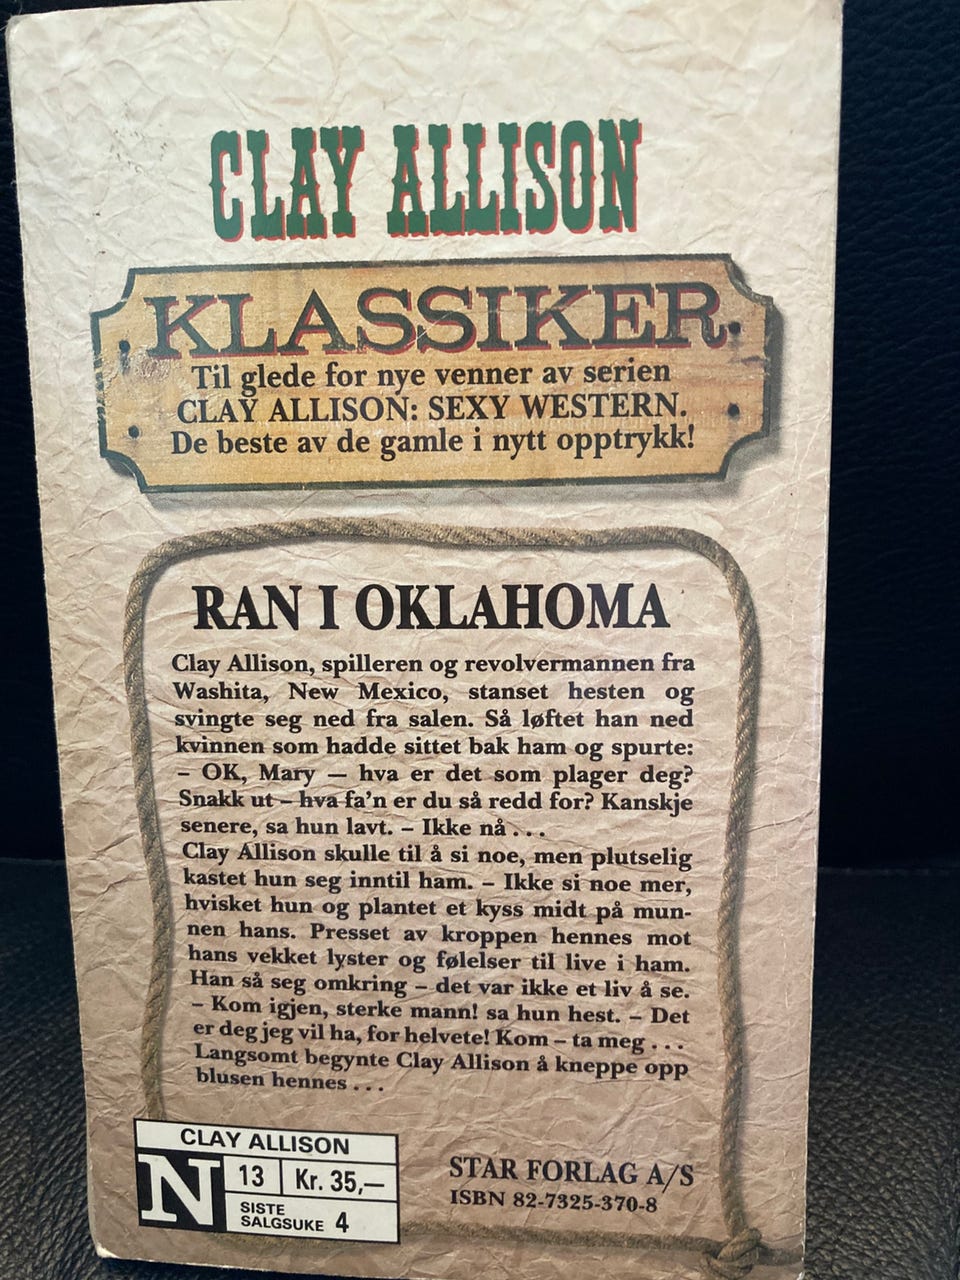 CLAY ALLISON
KLASSIKER
Til glede for nye venner av serien
CLAY ALLISON: SEXY WESTERN.
De beste av de gamle i nytt opptrykk!
RAN I OKLAHOMA
Clay Allison, spilleren og revolvermannen fra
Washita, New Mexico, stanset hesten og
svingte seg ned fra salen. Så løftet han ned
kvinnen som hadde sittet bak ham og spurte:
– OK, Mary — hva er det som plager deg?
Snakk ut – hva fa'n er du så redd for? Kanskje
senere, sa hun lavt. – Ikke nå . . .
Clay Allison skulle til å si noe, men plutselig
kastet hun seg inntil ham. – Ikke si noe mer,
hvisket hun og plantet et kyss midt på mun-
nen hans. Presset av kroppen hennes mot
hans vekket lyster og følelser til live i ham.
Han så seg omkring – det var ikke et liv å se.
– Kom igjen, sterke mann! sa hun hest. – Det
er deg jeg vil ha, for helvete! Kom – ta meg . . .
Langsomt begynte Clay Allison å kneppe opp
blusen hennes . . .
CLAY ALLISON
N 13 Kr. 35,—
SISTE
SALGSUKE 4
STAR FORLAG A/S
ISBN 82-7325-370-8